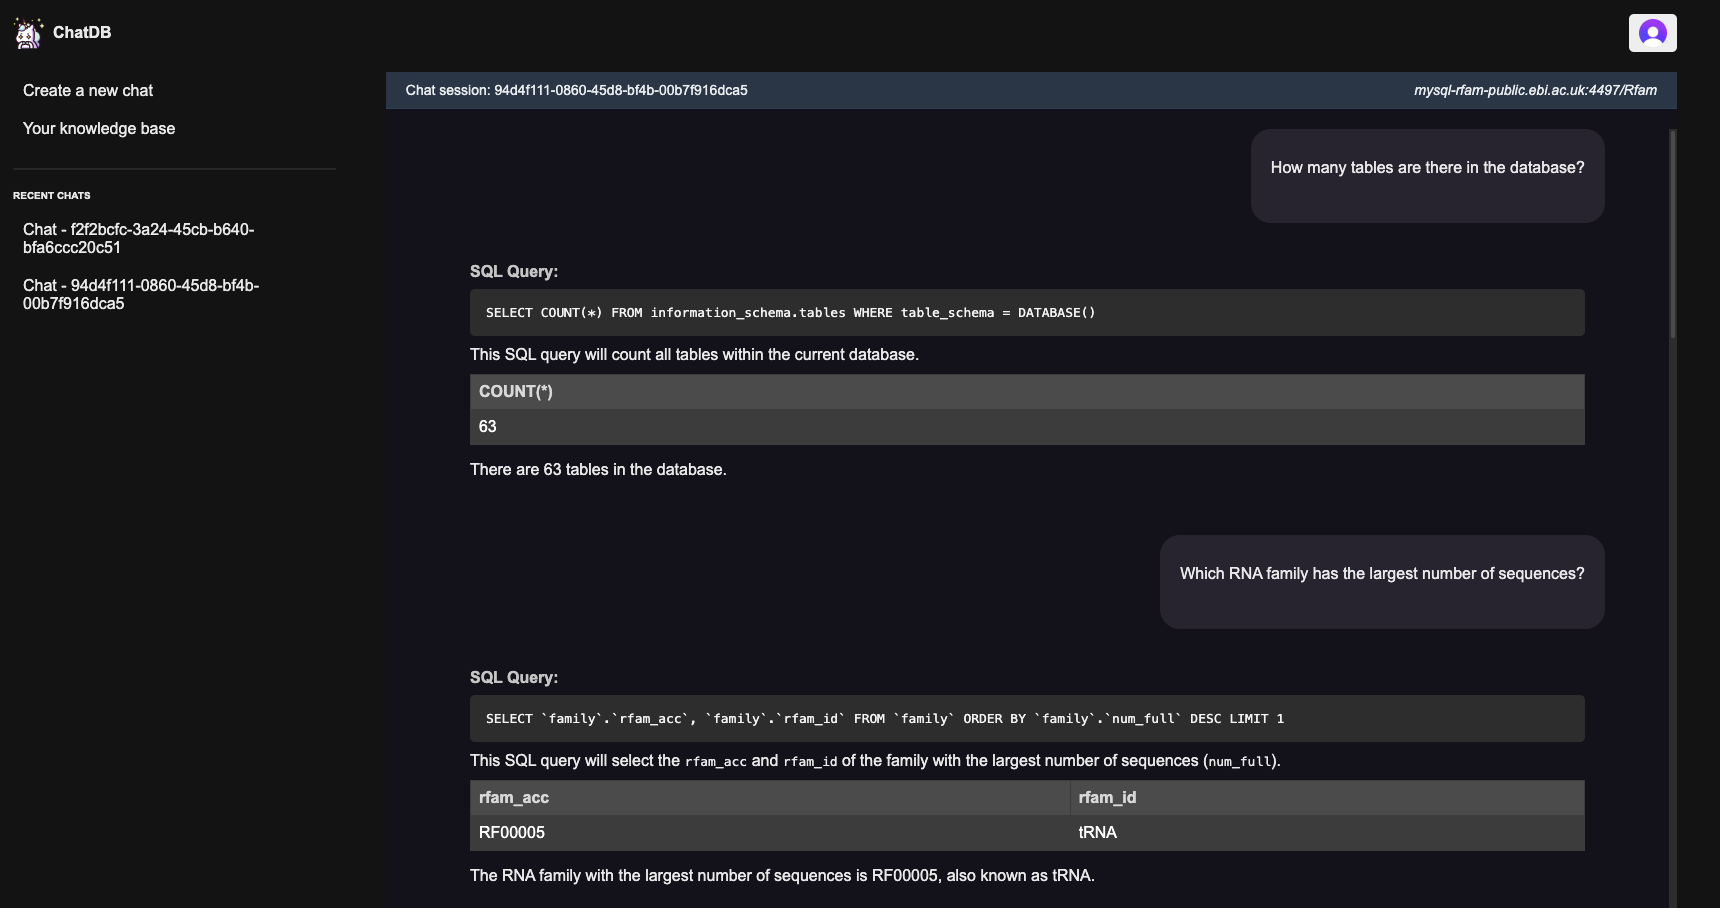 ChatDB
Create a new chat
Your knowledge base
RECENT CHATS
Chat - f2f2bcfc-3a24-45cb-b640-
bfa6ccc20c51
Chat - 94d4f111-0860-45d8-bf4b-
00b7f916dca5
Chat session: 94d4f111-0860-45d8-bf4b-00b7f916dca5
mysql-rfam-public.ebi.ac.uk:4497/Rfam
How many tables are there in the database?
SQL Query:
SELECT COUNT(*) FROM information_schema.tables WHERE table_schema = DATABASE()
This SQL query will count all tables within the current database.
COUNT(*)
63
There are 63 tables in the database.
Which RNA family has the largest number of sequences?
SQL Query:
SELECT `family`.`rfam_acc`, `family`.`rfam_id` FROM `family` ORDER BY `family`.`num_full` DESC LIMIT 1
This SQL query will select the rfam_acc and rfam_id of the family with the largest number of sequences (num_full).
rfam_acc rfam_id
RF00005 tRNA
The RNA family with the largest number of sequences is RF00005, also known as tRNA.